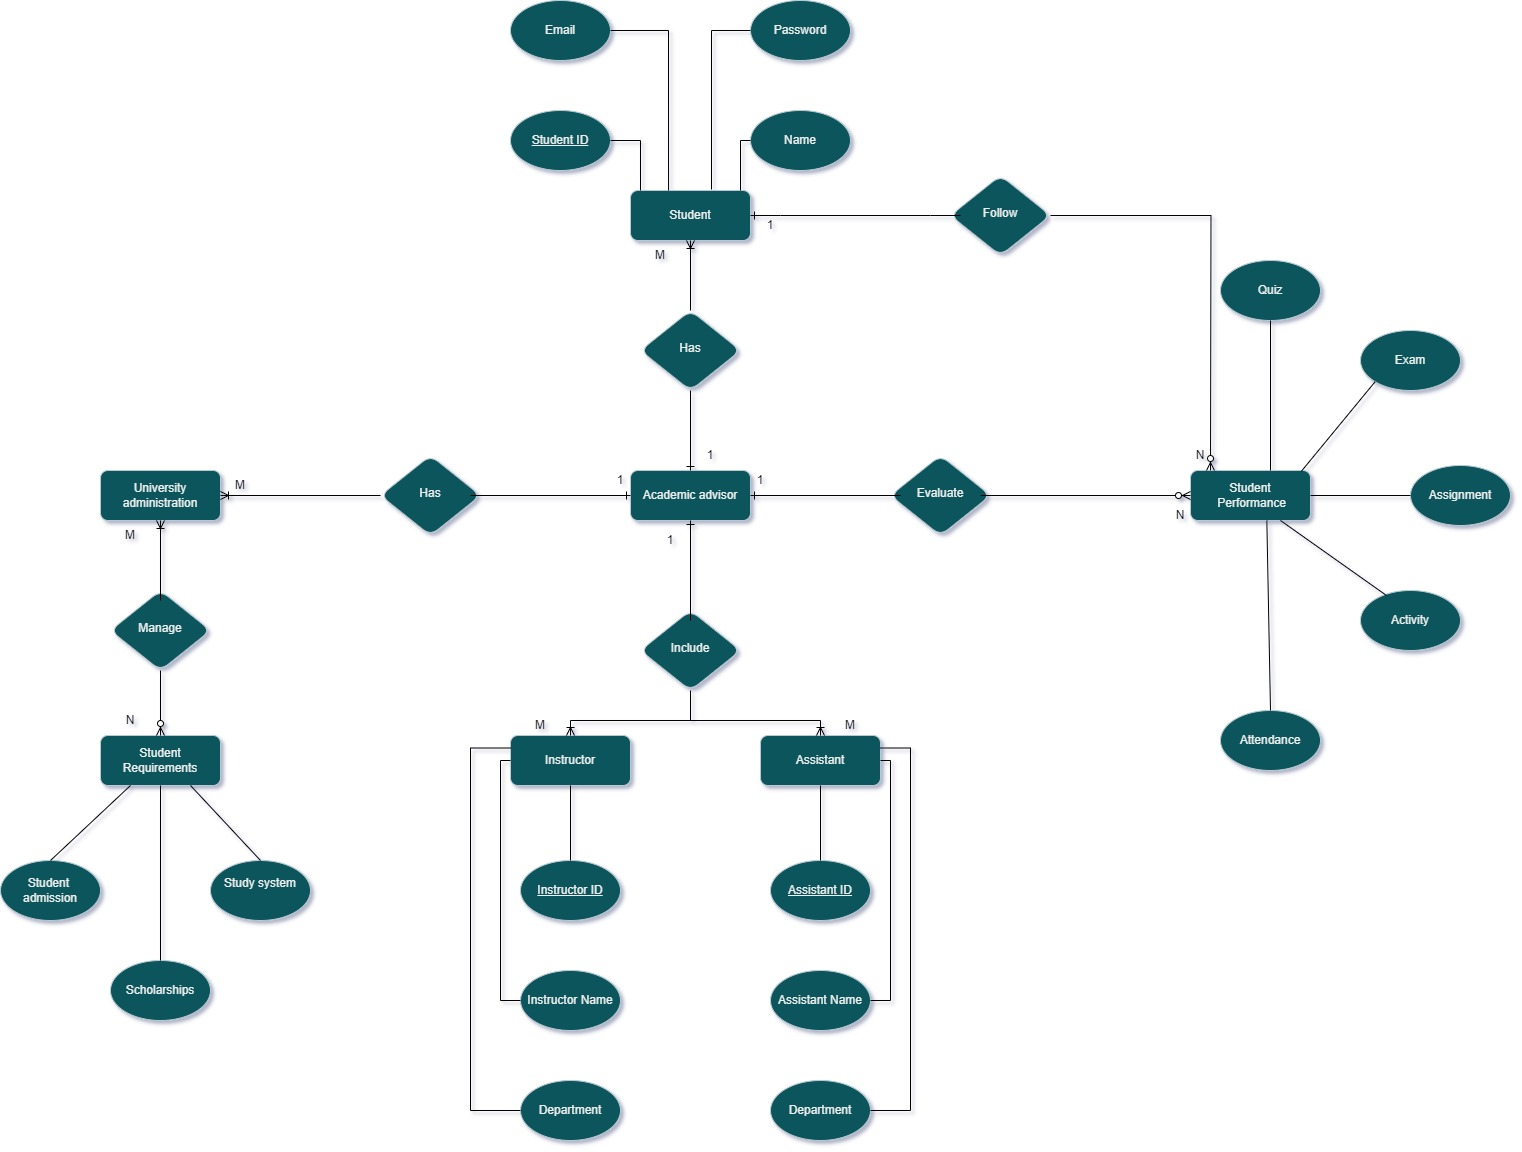 Email
Password
Student ID
Name
Student
Follow
1
M
Quiz
Has
Exam
1
N
University
administration
M
Has
1
Academic advisor
1
Evaluate
N
Student
Performance
Assignment
M
1
Manage
Include
Activity
N
M
M
Student
Requirements
Instructor
Assistant
Attendance
Student
admission
Study system
Instructor ID
Assistant ID
Scholarships
Instructor Name
Assistant Name
Department
Department